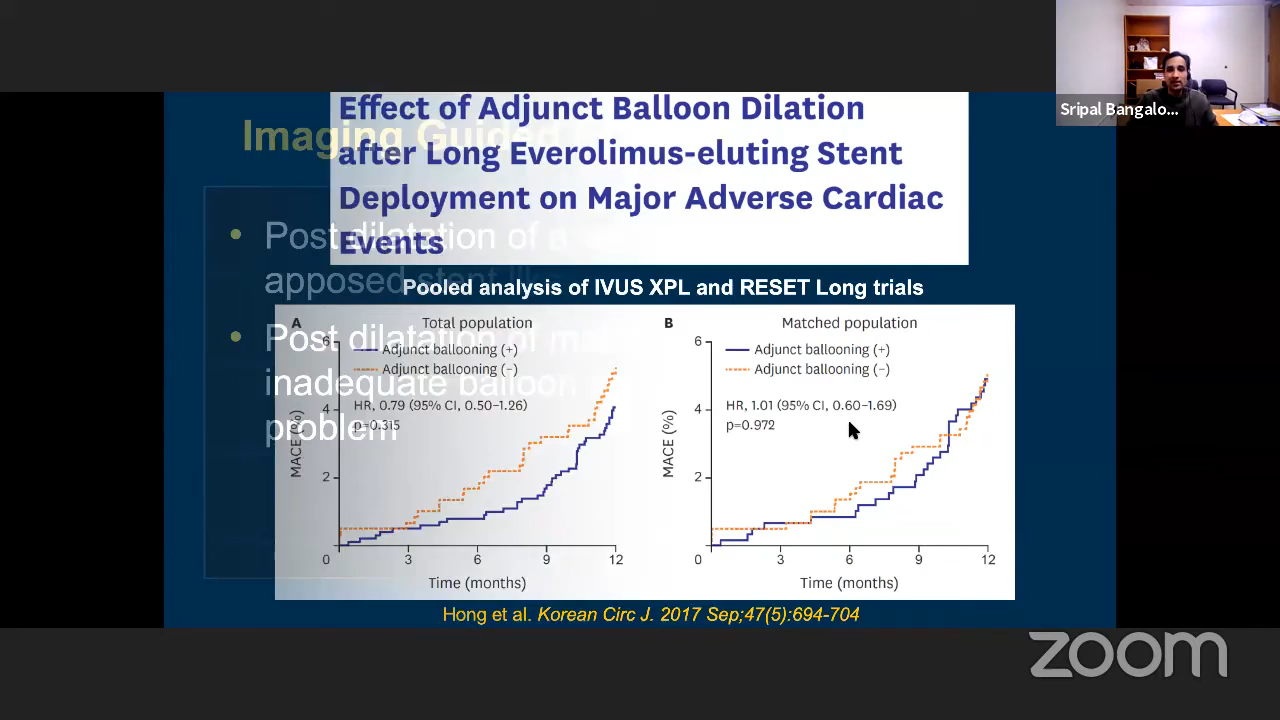 Sripal Bangalo...
Effect of Adjunct Balloon Dilation
after Long Everolimus-eluting Stent
Deployment on Major Adverse Cardiac
Events
Imaging Guided
Post dilatation of a
apposed stent
Post dilatation of
inadequate balloon
problem
Pooled analysis of IVUS XPL and RESET Long trials
A
Total population
6
4
2
0
3
6
9
12
MACE (%)
Time (months)
Adjunct ballooning (+)
Adjunct ballooning (−)
HR, 0.79 (95% CI, 0.50–1.26)
p=0.315
B
Matched population
6
4
2
0
3
6
9
12
MACE (%)
Time (months)
Adjunct ballooning (+)
Adjunct ballooning (−)
HR, 1.01 (95% CI, 0.60–1.69)
p=0.972
Hong et al. Korean Circ J. 2017 Sep;47(5):694-704
zoom